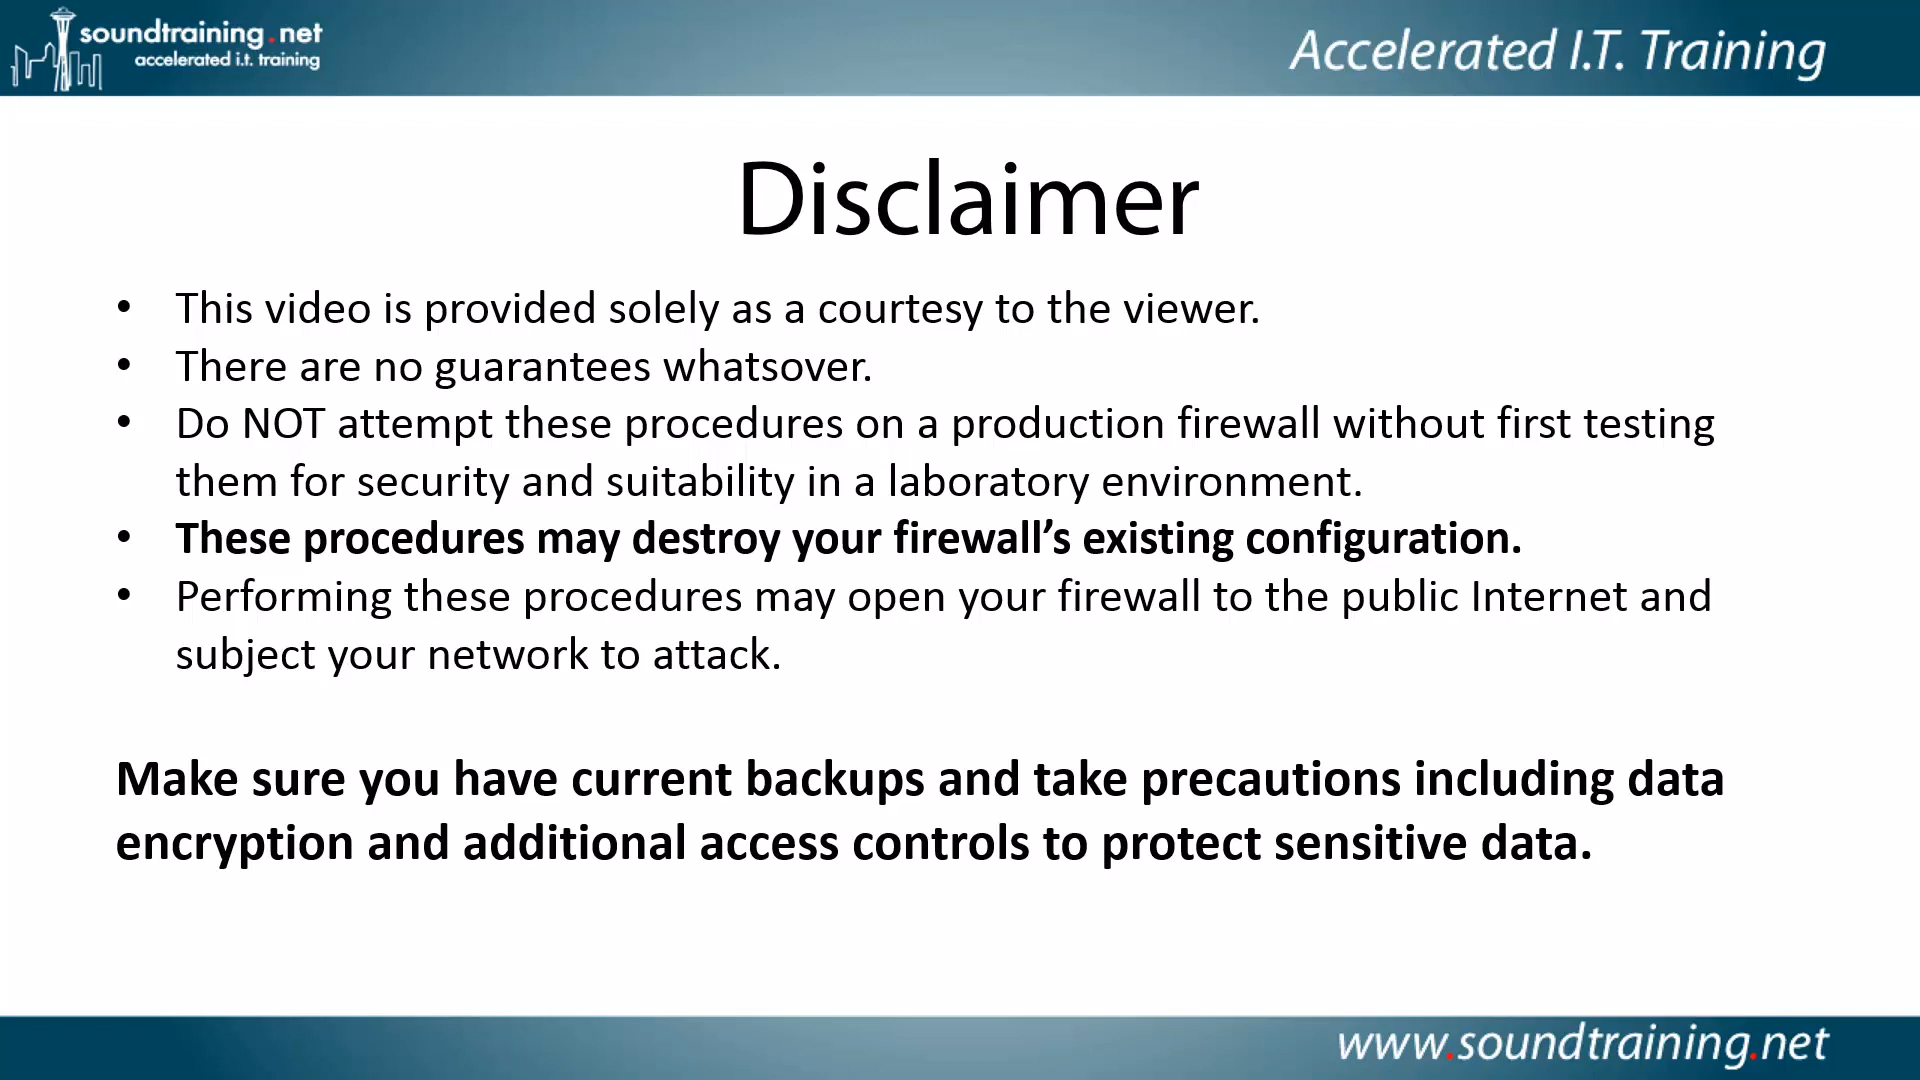 soundtraining.net
accelerated i.t. training
Accelerated I.T. Training
Disclaimer
• This video is provided solely as a courtesy to the viewer.
• There are no guarantees whatsover.
• Do NOT attempt these procedures on a production firewall without first testing
them for security and suitability in a laboratory environment.
• These procedures may destroy your firewall’s existing configuration.
• Performing these procedures may open your firewall to the public Internet and
subject your network to attack.
Make sure you have current backups and take precautions including data
encryption and additional access controls to protect sensitive data.
www.soundtraining.net